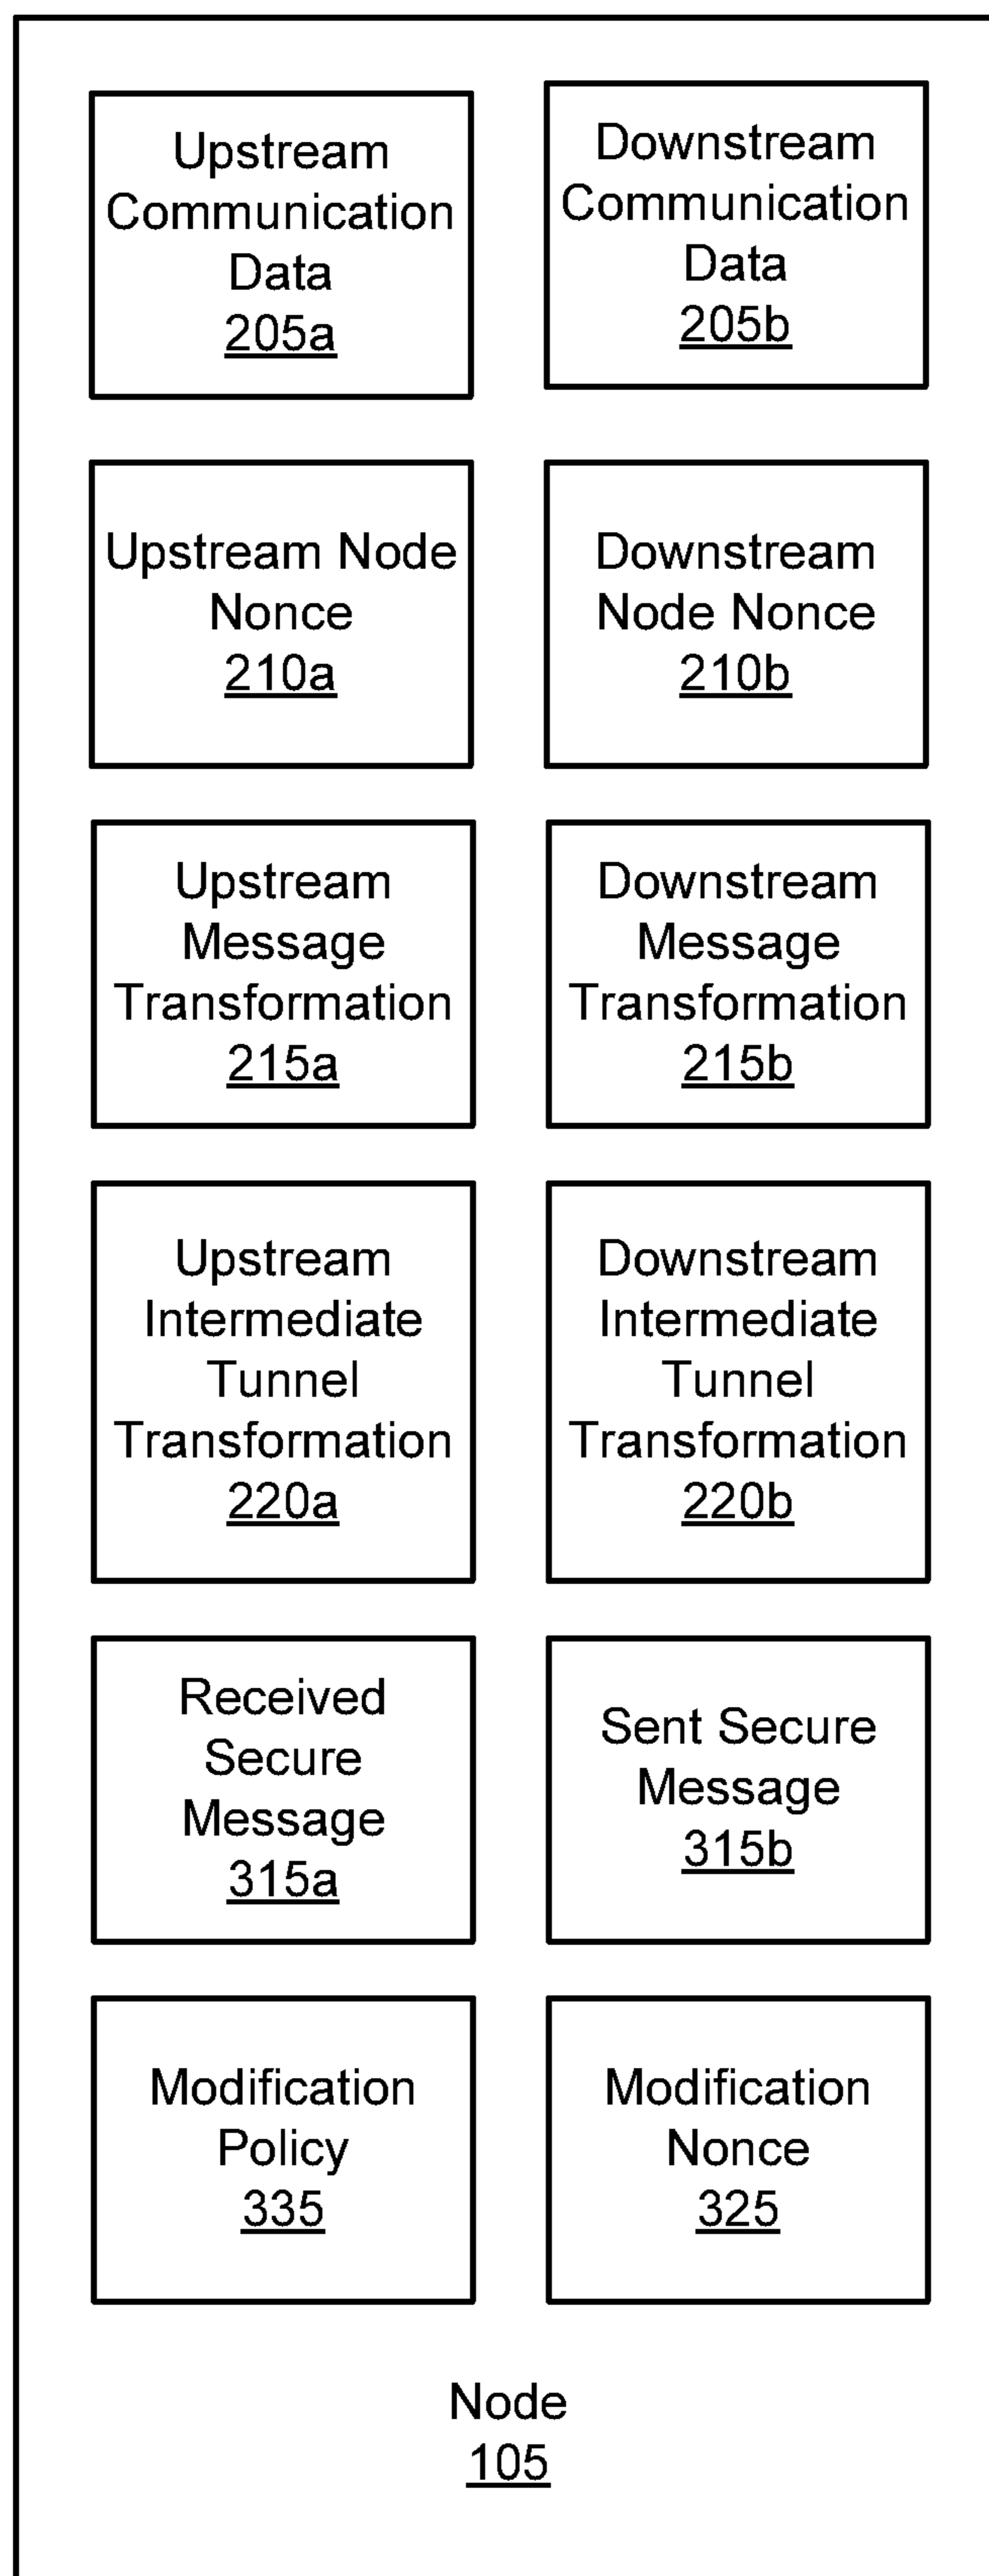 Upstream
Communication
Data
205a
Downstream
Communication
Data
205b
Upstream Node
Nonce
210a
Downstream
Node Nonce
210b
Upstream
Message
Transformation
215a
Downstream
Message
Transformation
215b
Upstream
Intermediate
Tunnel
Transformation
220a
Downstream
Intermediate
Tunnel
Transformation
220b
Received
Secure
Message
315a
Sent Secure
Message
315b
Modification
Policy
335
Modification
Nonce
325
Node
105